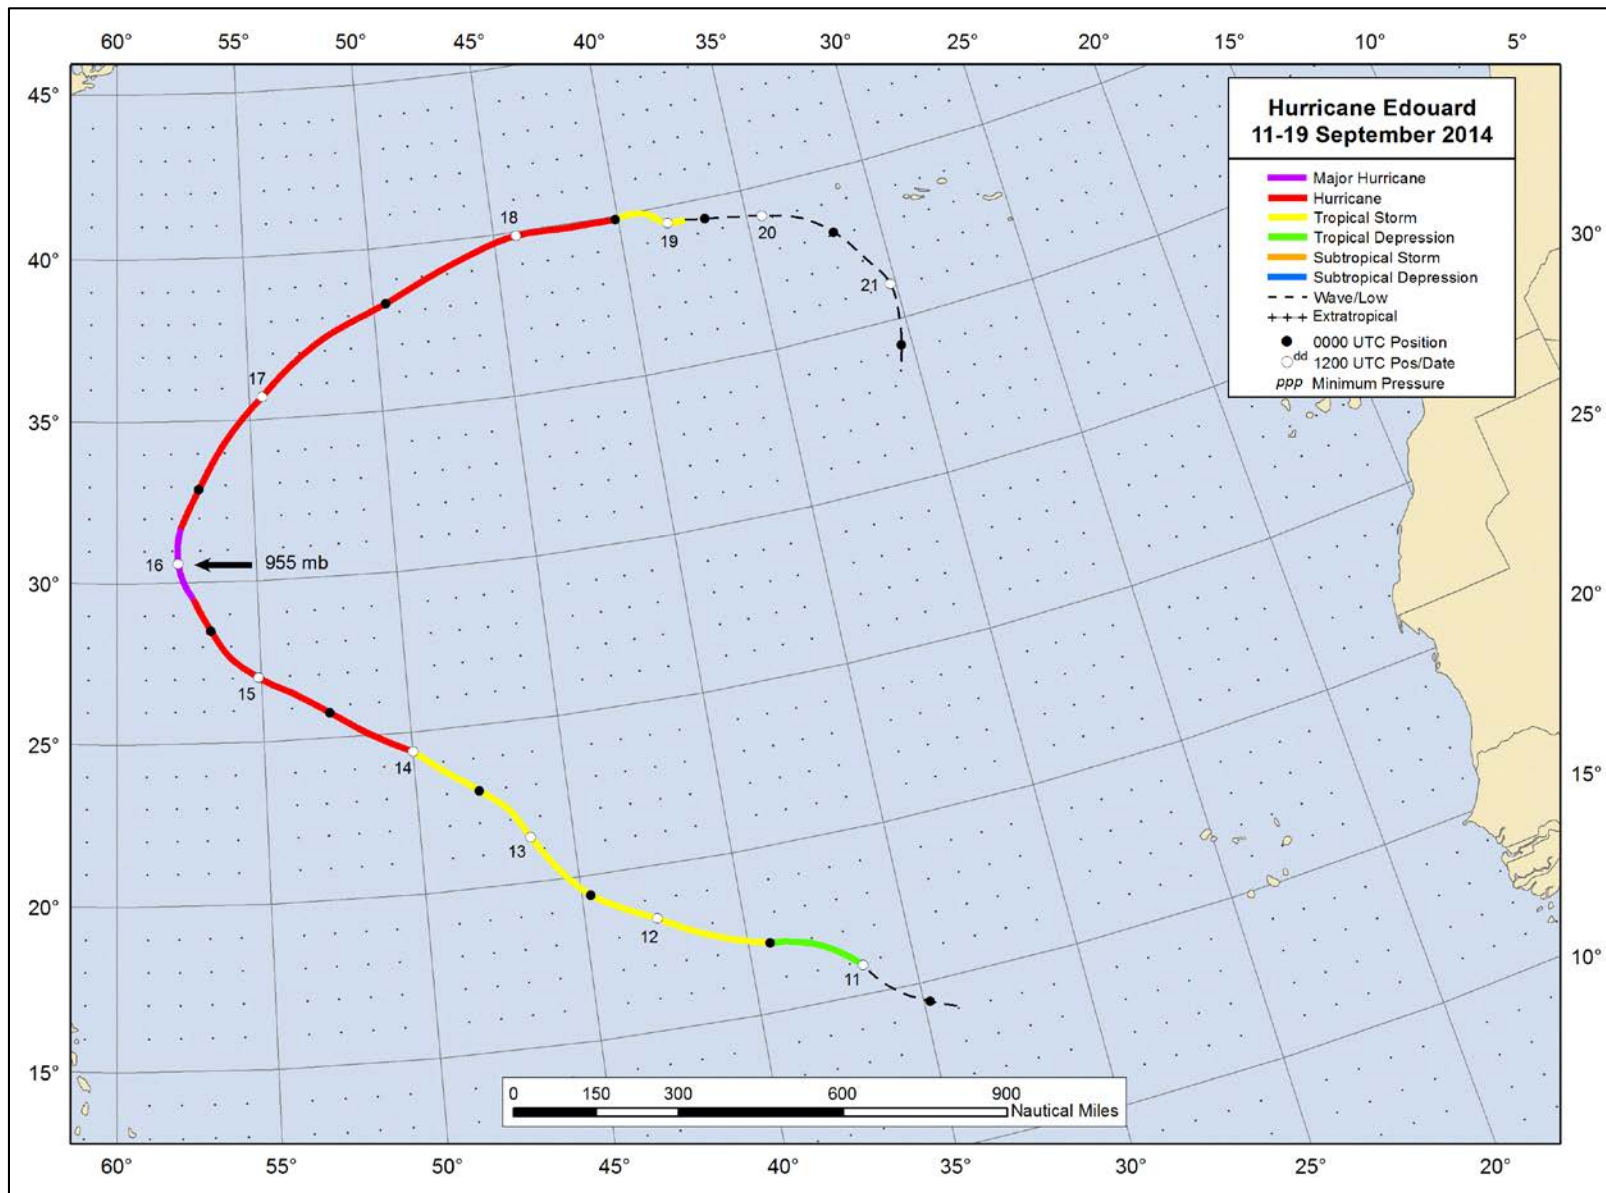 60° 55° 50° 45° 40° 35° 30° 25° 20° 15° 10° 5°
45°
Hurricane Edouard
11-19 September 2014
Major Hurricane
Hurricane
Tropical Storm
Tropical Depression
Subtropical Storm
Subtropical Depression
Wave/Low
+++ Extratropical
0000 UTC Position
dd 1200 UTC Pos/Date
ppp Minimum Pressure
18
19
20
30°
40°
21
17
25°
35°
16
955 mb
30°
20°
15
14
25°
15°
13
12
20°
11
10°
15°
0 150 300 600 900
Nautical Miles
60° 55° 50° 45° 40° 35° 30° 25° 20°